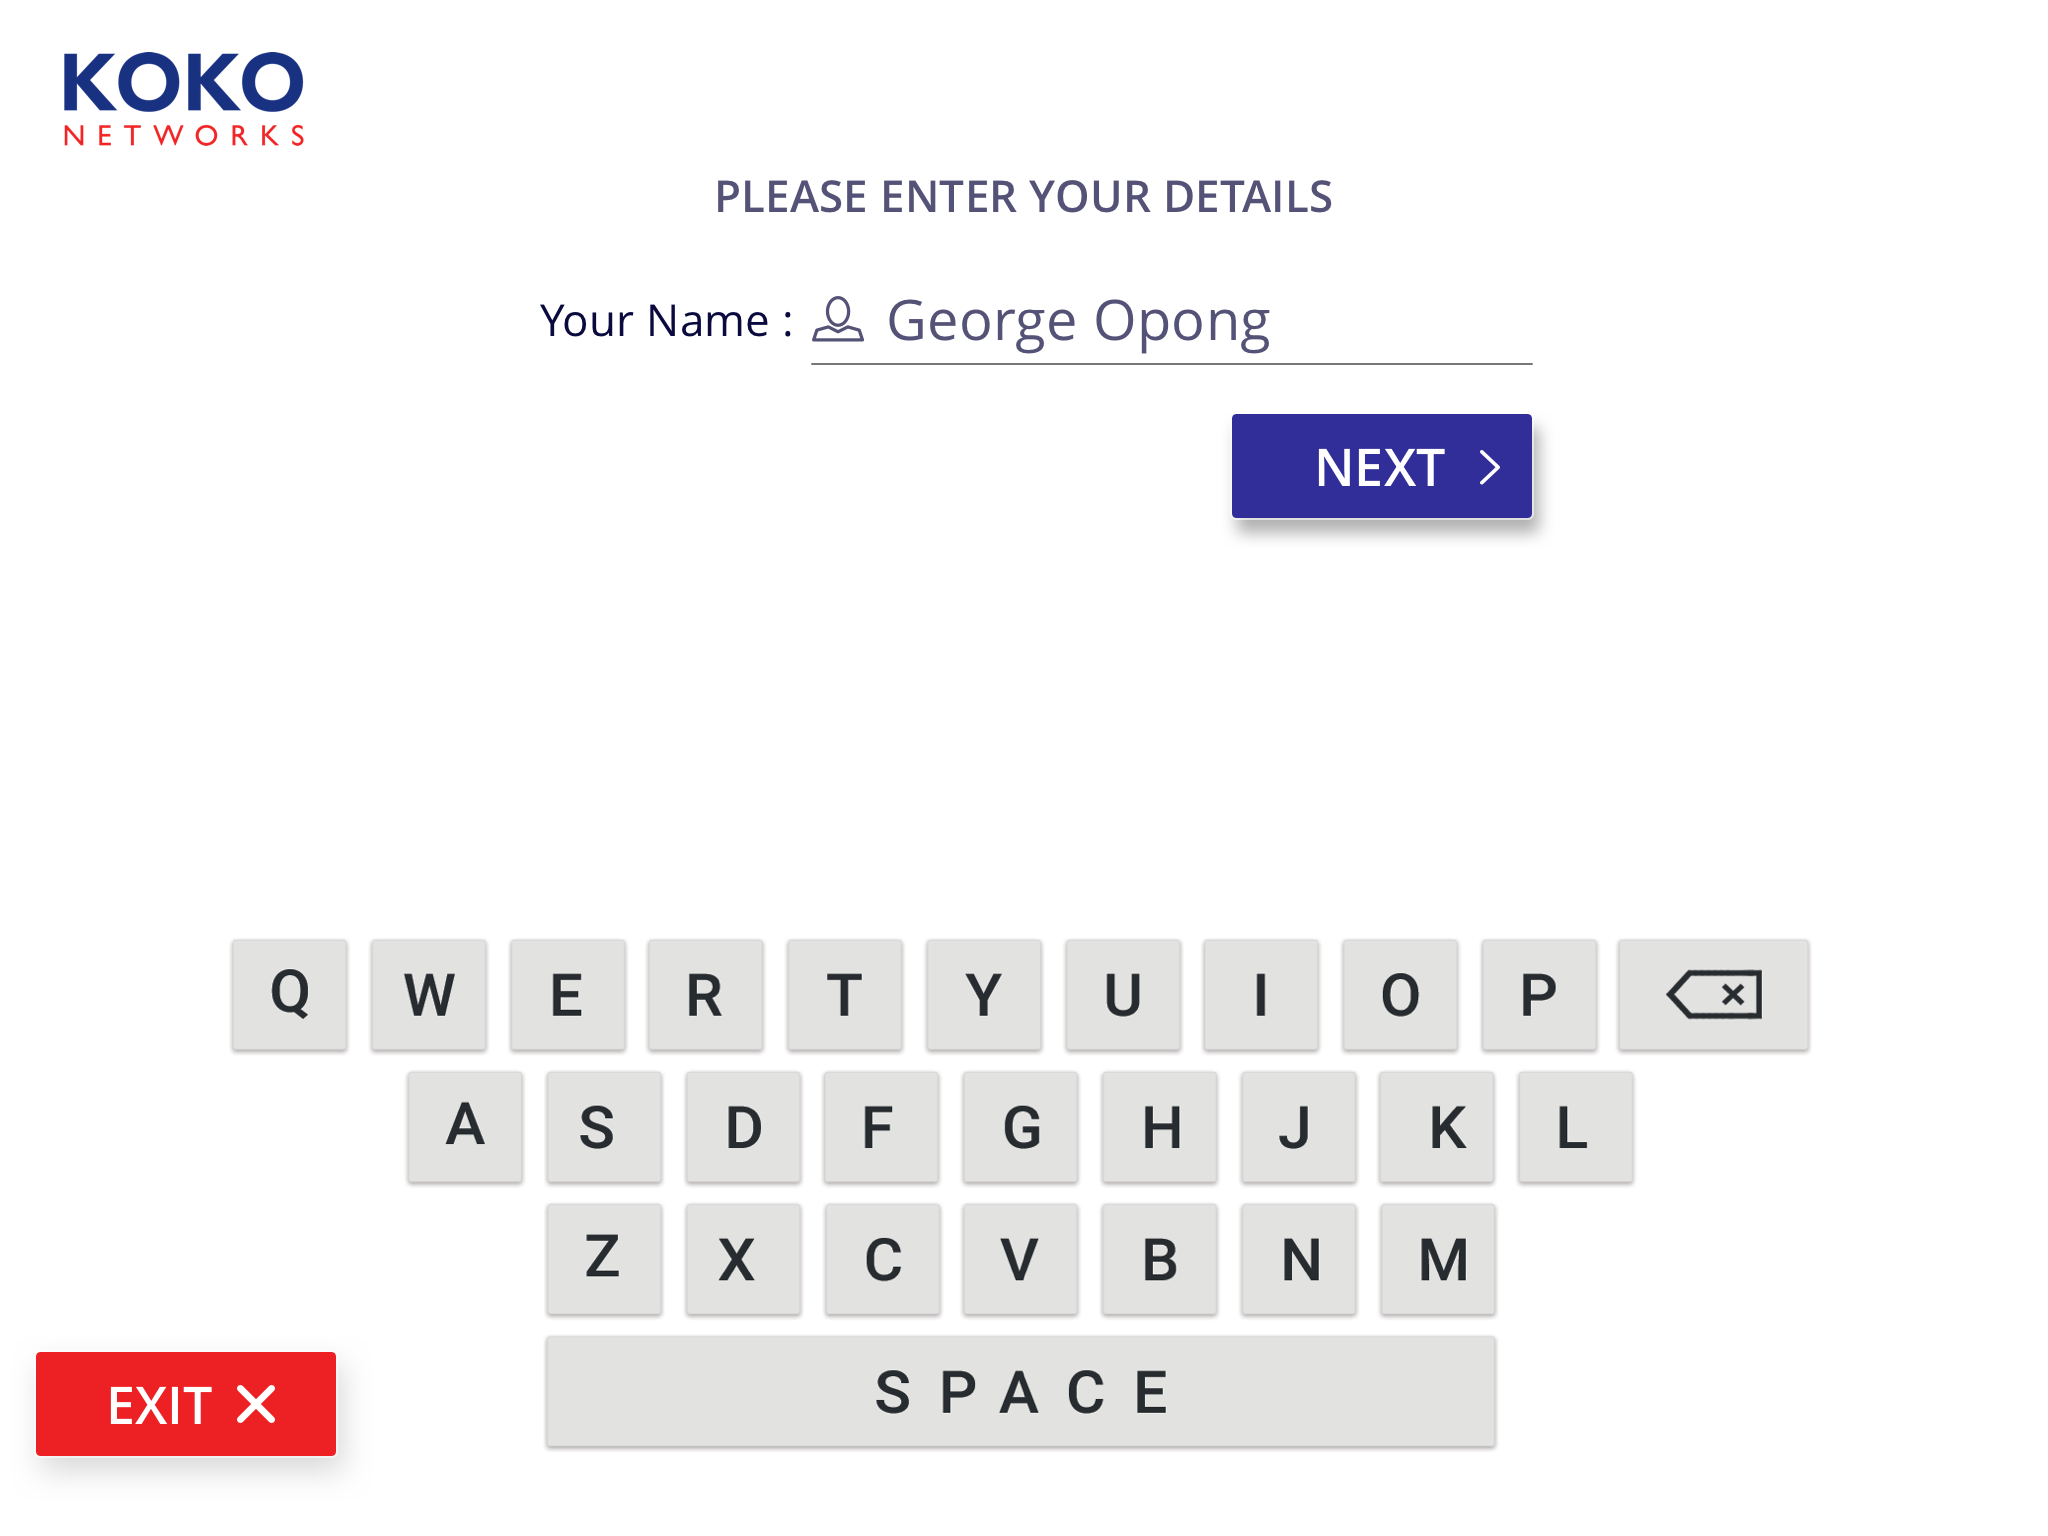 KOKO
NETWORKS
PLEASE ENTER YOUR DETAILS
Your Name : George Opong
NEXT
Q W E R T Y U I O P
A S D F G H J K L
Z X C V B N M
EXIT
SPACE